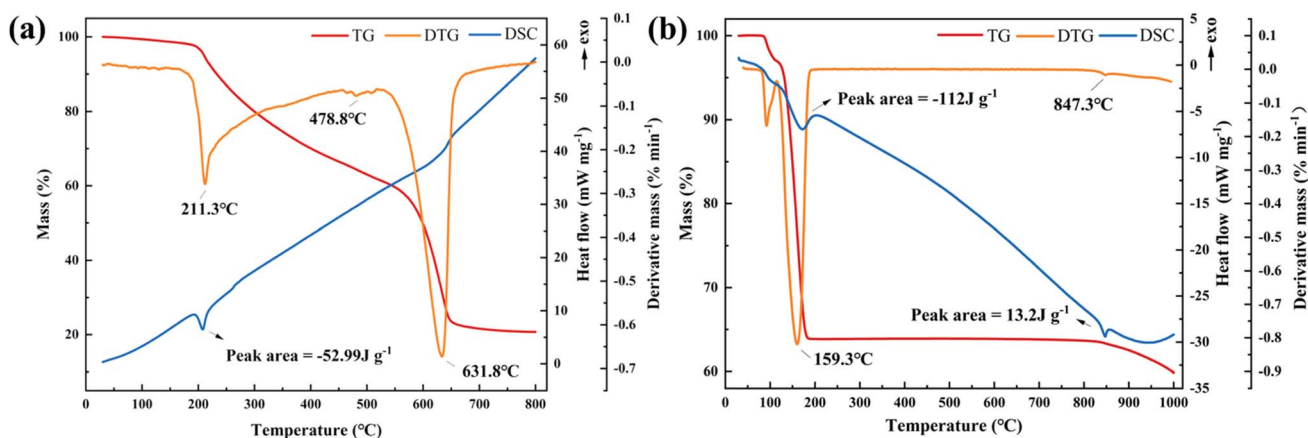 (a)
TG DTG DSC
exo
100
80
60
40
20
Mass (%)
211.3℃
478.8℃
631.8℃
Peak area = -52.99J g-1
0 100 200 300 400 500 600 700 800
Temperature (℃)
60
50
40
30
20
10
0
Heat flow (mW mg-1)
0.1
0.0
-0.1
-0.2
-0.3
-0.4
-0.5
-0.6
-0.7
Derivative mass (% min-1)
(b)
TG DTG DSC
exo
100
90
80
70
60
Mass (%)
Peak area = -112J g-1
847.3℃
Peak area = 13.2J g-1
159.3℃
0 100 200 300 400 500 600 700 800 900 1000
Temperature (℃)
5
0
-5
-10
-15
-20
-25
-30
-35
Heat flow (mW mg-1)
0.1
0.0
-0.1
-0.2
-0.3
-0.4
-0.5
-0.6
-0.7
-0.8
-0.9
Derivative mass (% min-1)